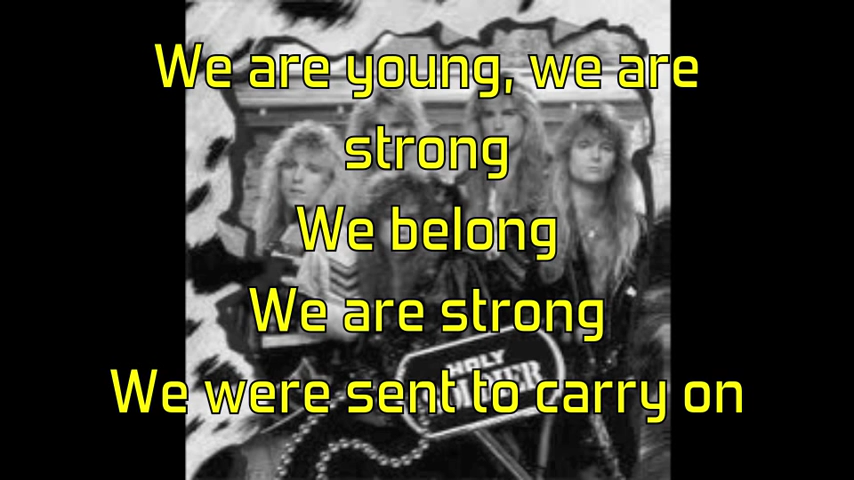 We are young, we are
strong
We belong
We are strong
HOLY
We were sent to carry on